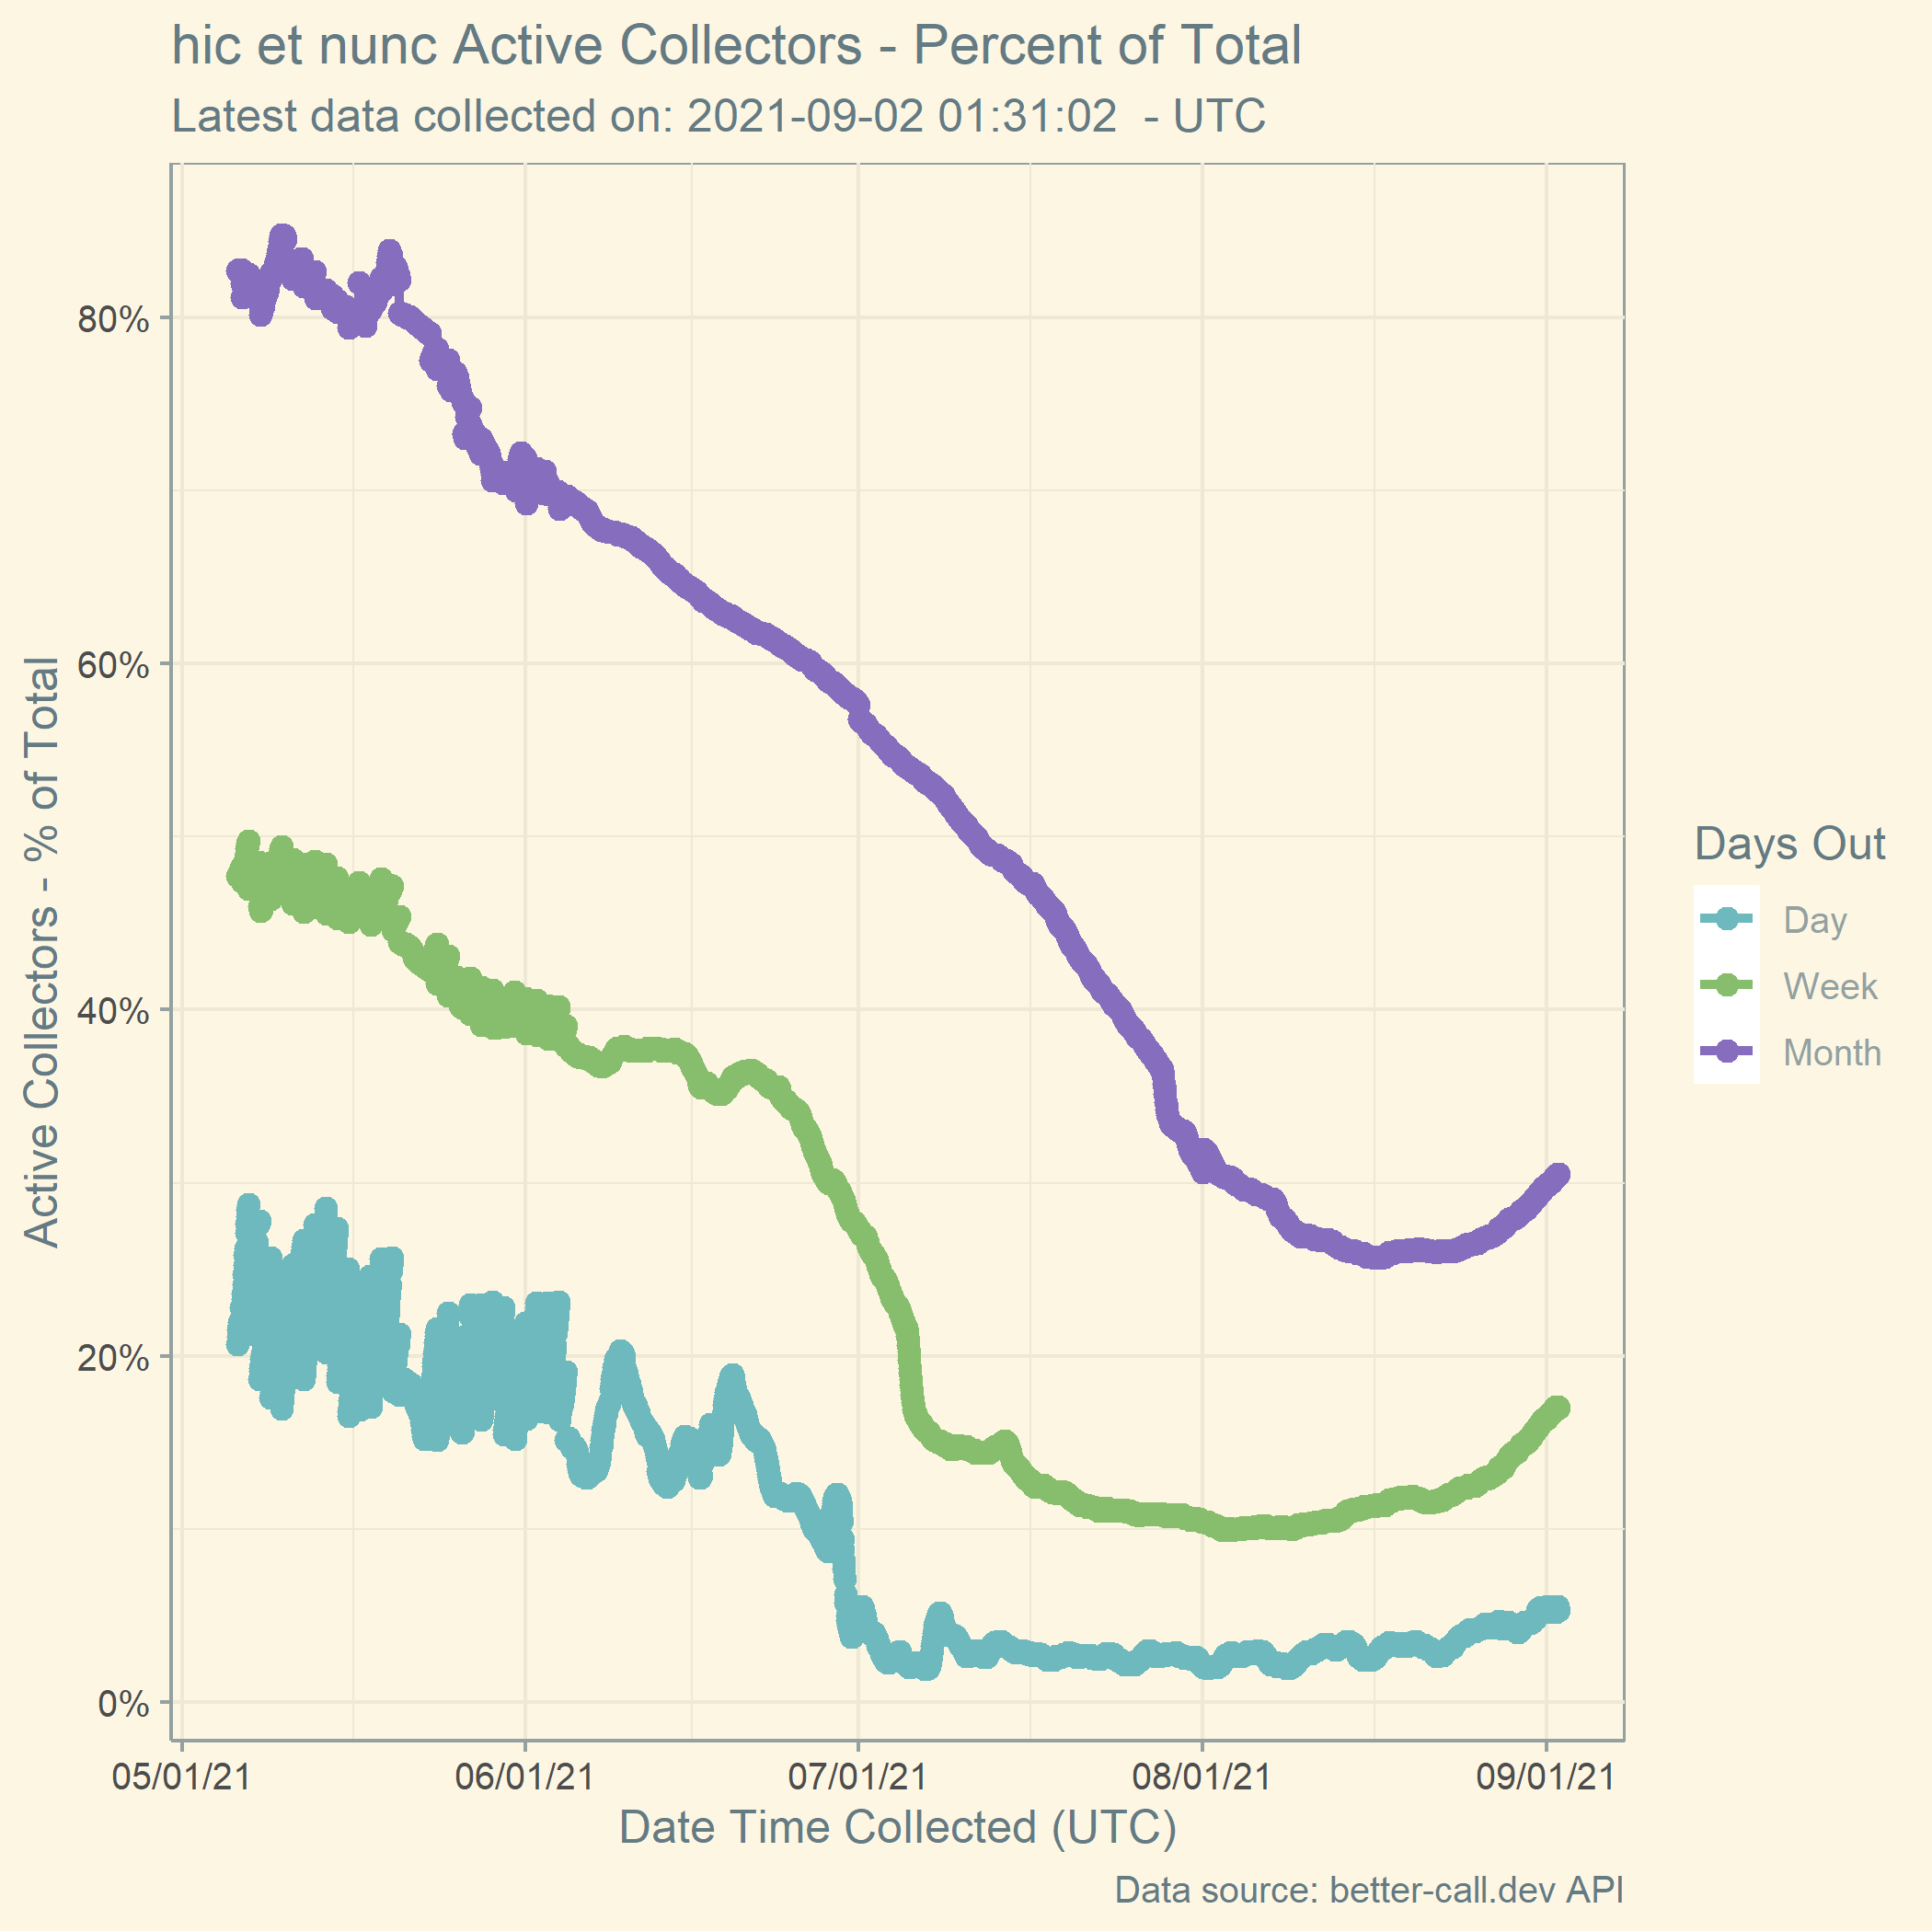 hic et nunc Active Collectors - Percent of Total
Latest data collected on: 2021-09-02 01:31:02  - UTC
Active Collectors - % of Total
80%
60%
40%
20%
0%
05/01/21
06/01/21
07/01/21
08/01/21
09/01/21
Date Time Collected (UTC)
Days Out
Day
Week
Month
Data source: better-call.dev API